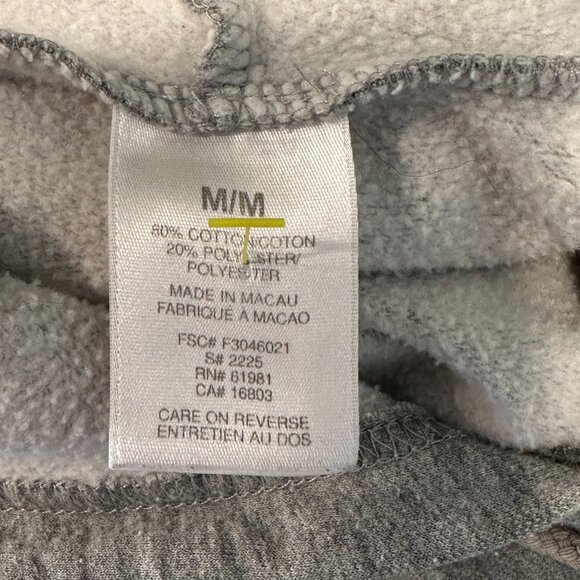 M/M
80% COTTON/COTON
20% POLYESTER/
POLYESTER
MADE IN MACAU
FABRIQUÉ A MACAO
FSC# F3046021
S# 2225
RN# 61981
CA# 16803
CARE ON REVERSE
ENTRETIEN AU DOS